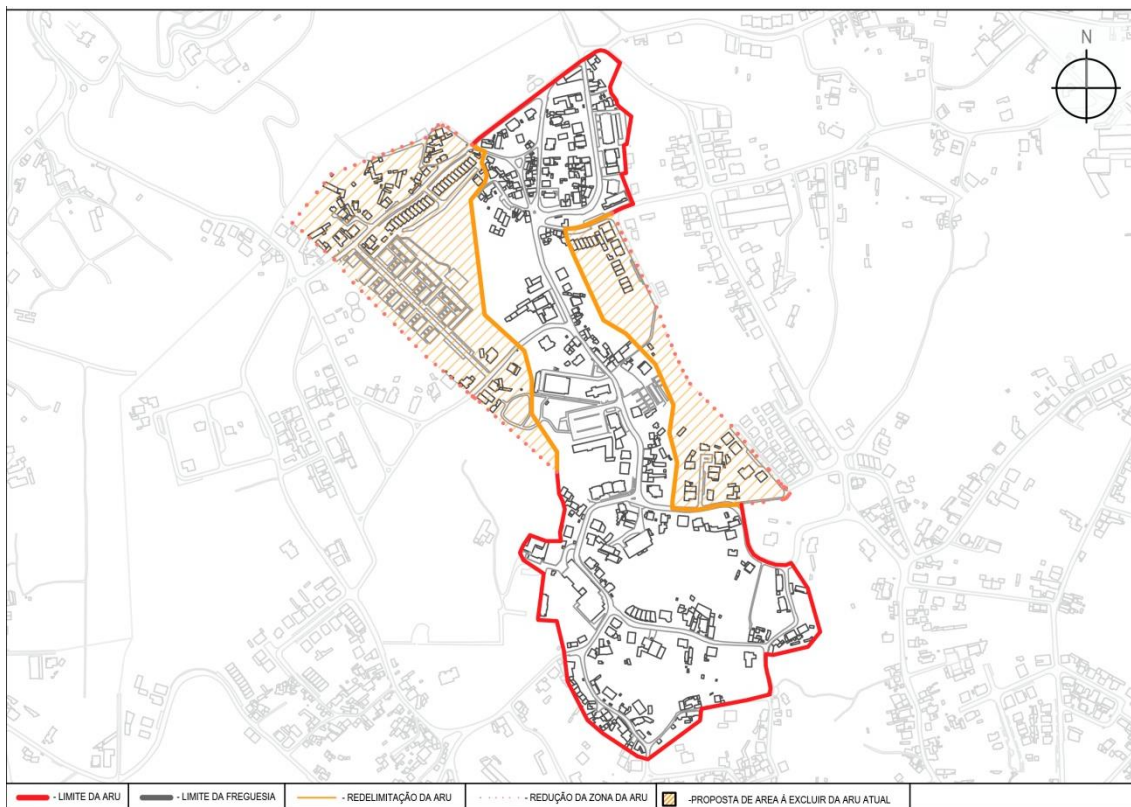 N
- LIMITE DA ARU
- LIMITE DA FREGUESIA
- REDELIMITAÇÃO DA ARU
- REDUÇÃO DA ZONA DA ARU
-PROPOSTA DE AREA À EXCLUIR DA ARU ATUAL